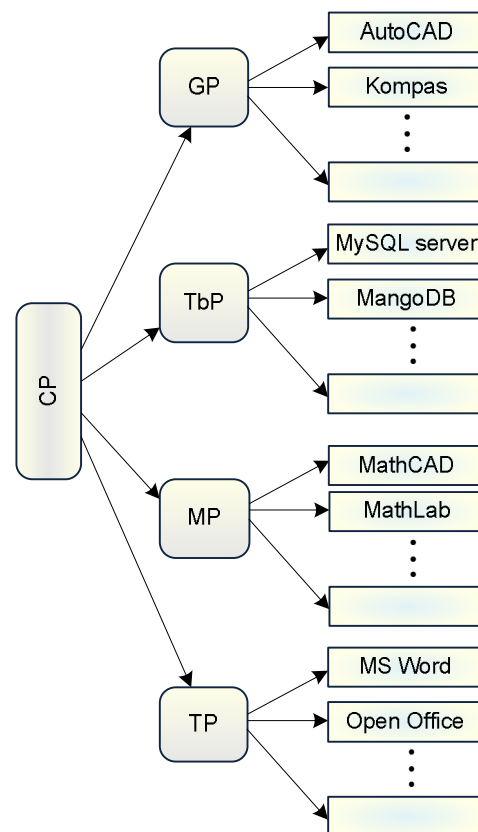 CP
GP
AutoCAD
Kompas
TbP
MySQL server
MangoDB
MP
MathCAD
MathLab
TP
MS Word
Open Office